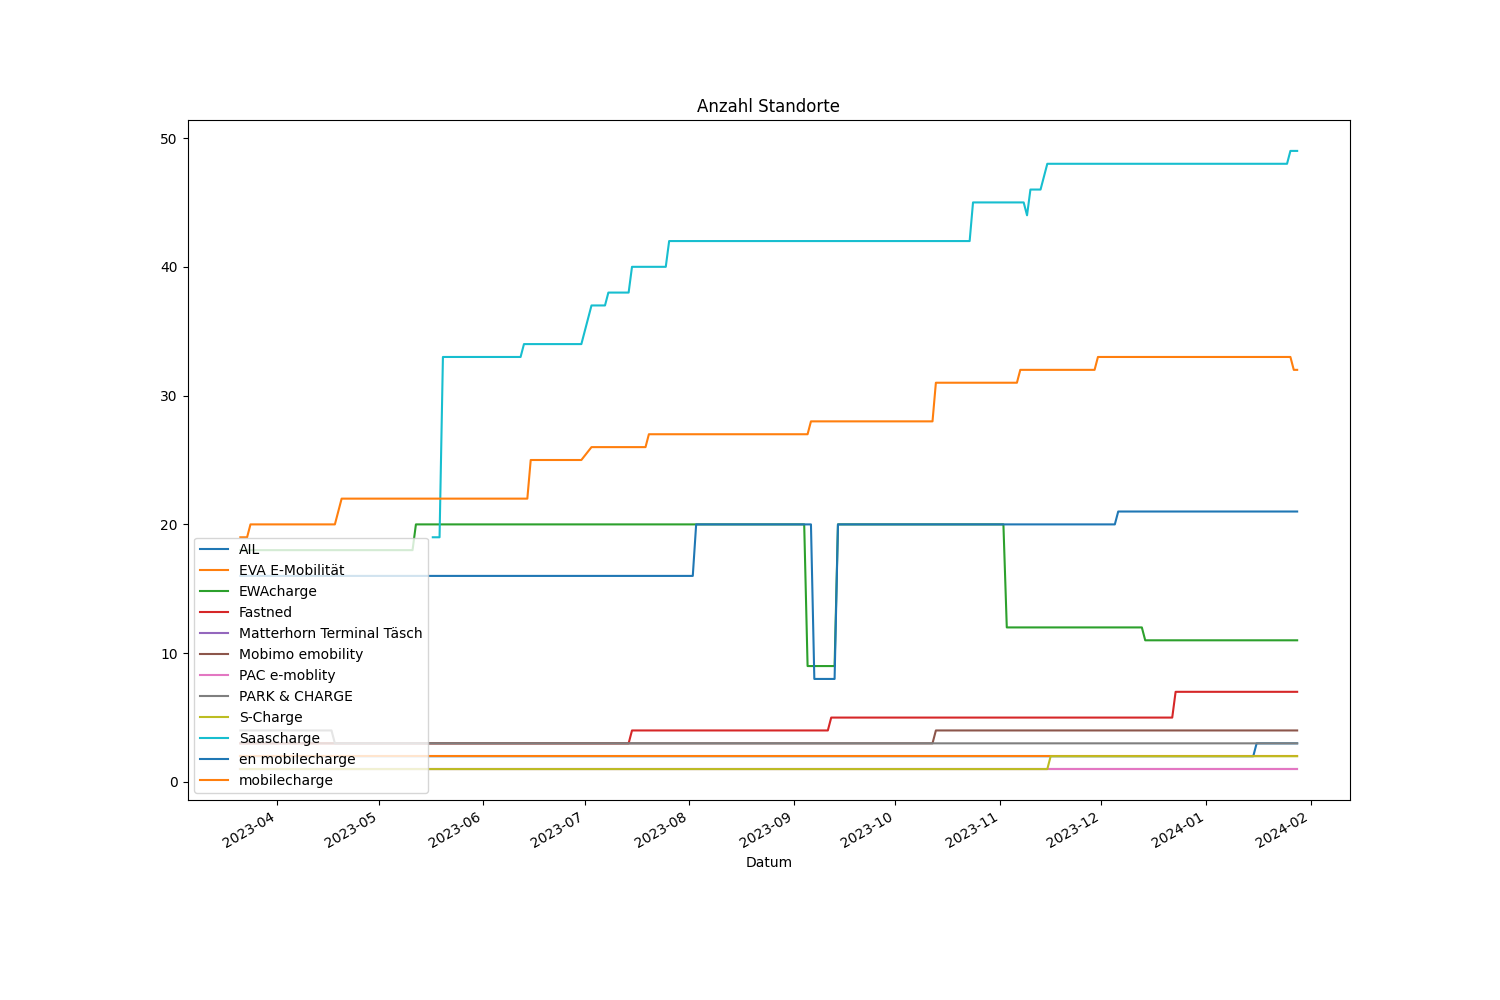 Anzahl Standorte
50
40
30
20
10
0
AIL
EVA E-Mobilität
EWAcharge
Fastned
Matterhorn Terminal Täsch
Mobimo emobility
PAC e-moblity
PARK & CHARGE
S-Charge
Saascharge
en mobilecharge
mobilecharge
2023-04
2023-05
2023-06
2023-07
2023-08
2023-09
2023-10
2023-11
2023-12
2024-01
2024-02
Datum